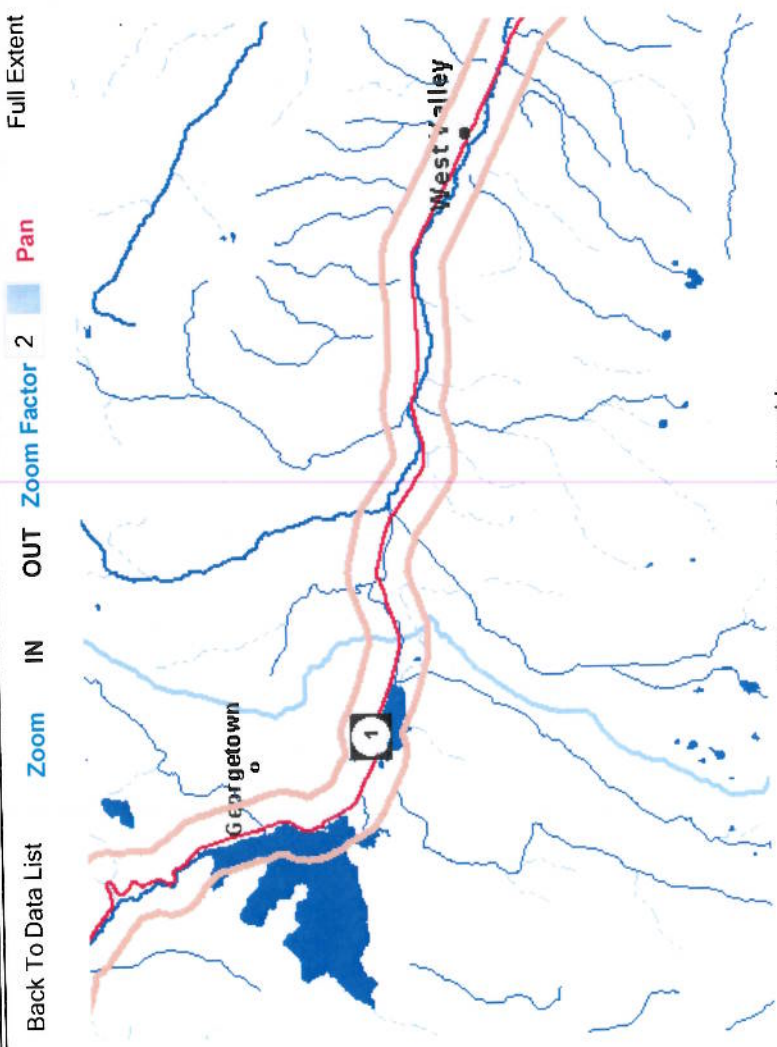 Back To Data List Zoom IN OUT Zoom Factor 2 Pan Full Extent
Georgetown
1
West Valley